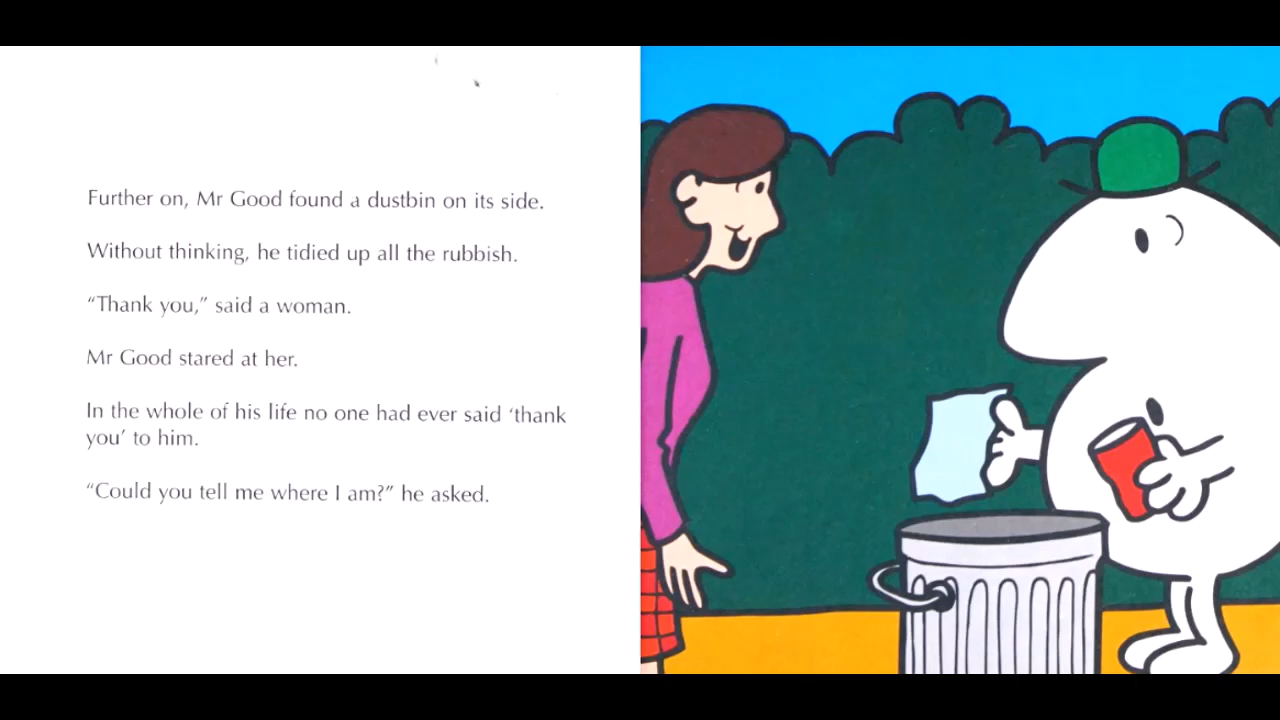 Further on, Mr Good found a dustbin on its side.
Without thinking, he tidied up all the rubbish.
“Thank you,” said a woman.
Mr Good stared at her.
In the whole of his life no one had ever said ‘thank
you’ to him.
“Could you tell me where I am?” he asked.